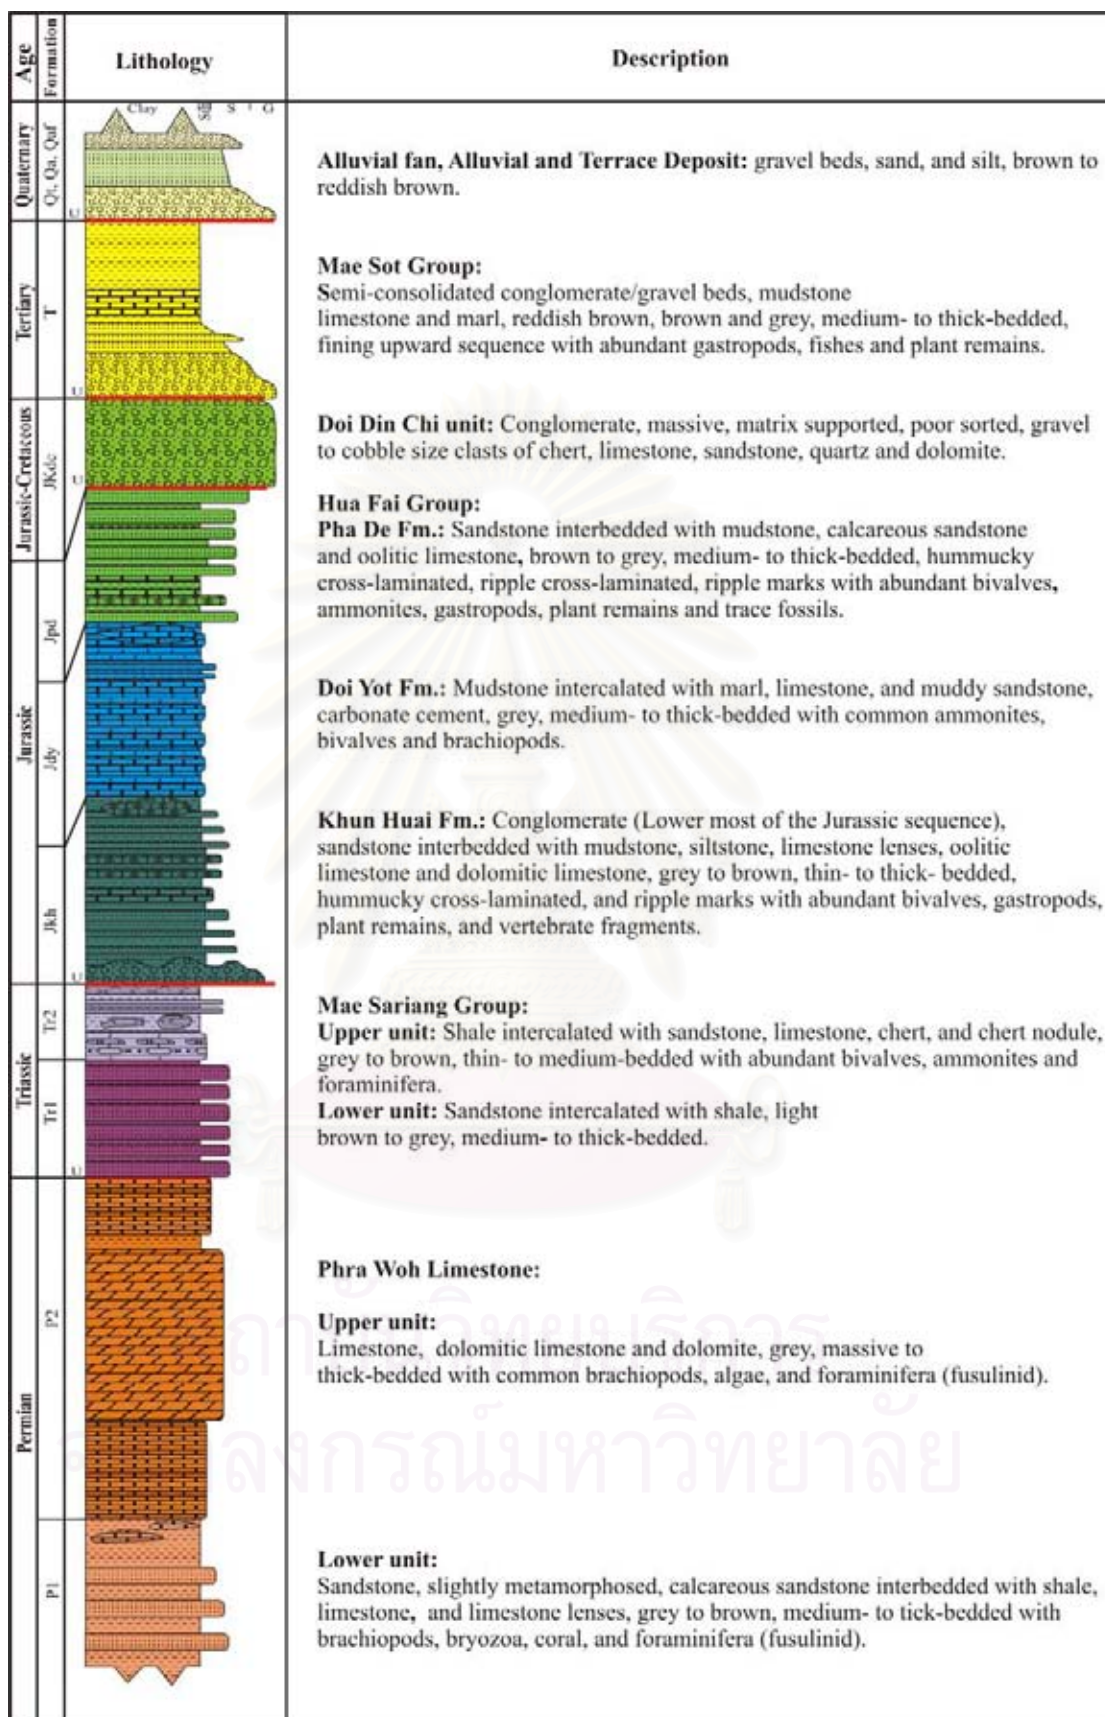 Age
Formation
Lithology
Description
Clay
Silt
S
G
Quaternary
Qt, Qa, Qaf
U
Alluvial fan, Alluvial and Terrace Deposit: gravel beds, sand, and silt, brown to
reddish brown.
Tertiary
T
U
Mae Sot Group:
Semi-consolidated conglomerate/gravel beds, mudstone
limestone and marl, reddish brown, brown and grey, medium- to thick-bedded,
fining upward sequence with abundant gastropods, fishes and plant remains.
Jurassic-Cretaceous
JKdc
U
Doi Din Chi unit: Conglomerate, massive, matrix supported, poor sorted, gravel
to cobble size clasts of chert, limestone, sandstone, quartz and dolomite.
Jurassic
Jpd
Hua Fai Group:
Pha De Fm.: Sandstone interbedded with mudstone, calcareous sandstone
and oolitic limestone, brown to grey, medium- to thick-bedded, hummucky
cross-laminated, ripple cross-laminated, ripple marks with abundant bivalves,
ammonites, gastropods, plant remains and trace fossils.
Jdy
Doi Yot Fm.: Mudstone intercalated with marl, limestone, and muddy sandstone,
carbonate cement, grey, medium- to thick-bedded with common ammonites,
bivalves and brachiopods.
Jkh
U
Khun Huai Fm.: Conglomerate (Lower most of the Jurassic sequence),
sandstone interbedded with mudstone, siltstone, limestone lenses, oolitic
limestone and dolomitic limestone, grey to brown, thin- to thick- bedded,
hummucky cross-laminated, and ripple marks with abundant bivalves, gastropods,
plant remains, and vertebrate fragments.
Triassic
Tr2
Mae Sariang Group:
Upper unit: Shale intercalated with sandstone, limestone, chert, and chert nodule,
grey to brown, thin- to medium-bedded with abundant bivalves, ammonites and
foraminifera.
Tr1
U
Lower unit: Sandstone intercalated with shale, light
brown to grey, medium- to thick-bedded.
Permian
P2
Phra Woh Limestone:
Upper unit:
Limestone, dolomitic limestone and dolomite, grey, massive to
thick-bedded with common brachiopods, algae, and foraminifera (fusulinid).
P1
Lower unit:
Sandstone, slightly metamorphosed, calcareous sandstone interbedded with shale,
limestone, and limestone lenses, grey to brown, medium- to tick-bedded with
brachiopods, bryozoa, coral, and foraminifera (fusulinid).